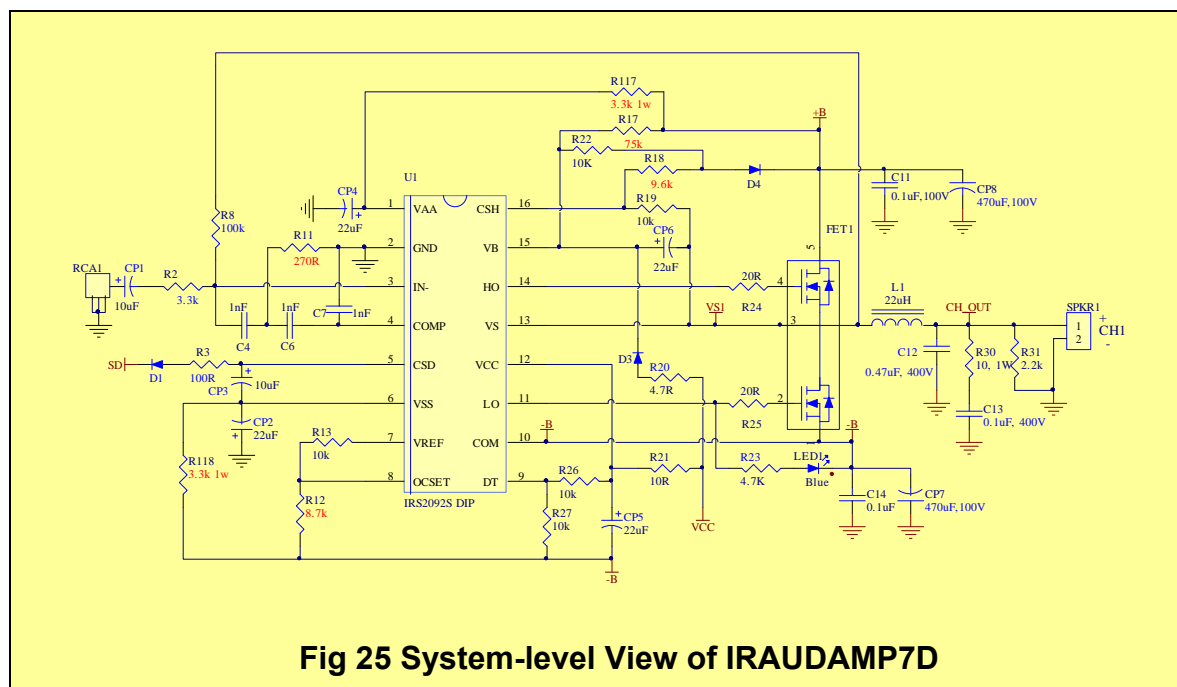 R117
3.3k 1w
R17
75k
+B
R22
10K
R18
9.6k
D4
C11
0.1uF,100V
CP8
470uF,100V
U1
CP4
22uF
R19
10k
CP6
22uF
FET1
R8
100k
R11
270R
RCA1
CP1
10uF
R2
3.3k
1nF
C4
1nF
C6
C7
1nF
1 VAA CSH 16
2 GND VB 15
3 IN- HO 14
4 COMP VS 13
5 CSD VCC 12
6 VSS LO 11
7 VREF COM 10
8 OCSET DT 9
IRS2092S DIP
20R
R24
5
4
3
2
1
VS1
L1
22uH
CH_OUT
SPKR1
1
2
+
CH1
-
C12
0.47uF, 400V
R30
10, 1W
R31
2.2k
C13
0.1uF, 400V
SD
D1
R3
100R
CP3
10uF
CP2
22uF
R118
3.3k 1w
R13
10k
R12
8.7k
D3
R20
4.7R
20R
R25
-B
-B
R23
4.7K
LED1
Blue
R21
10R
R26
10k
R27
10k
CP5
22uF
VCC
-B
C14
0.1uF
CP7
470uF,100V
Fig 25 System-level View of IRAUDAMP7D